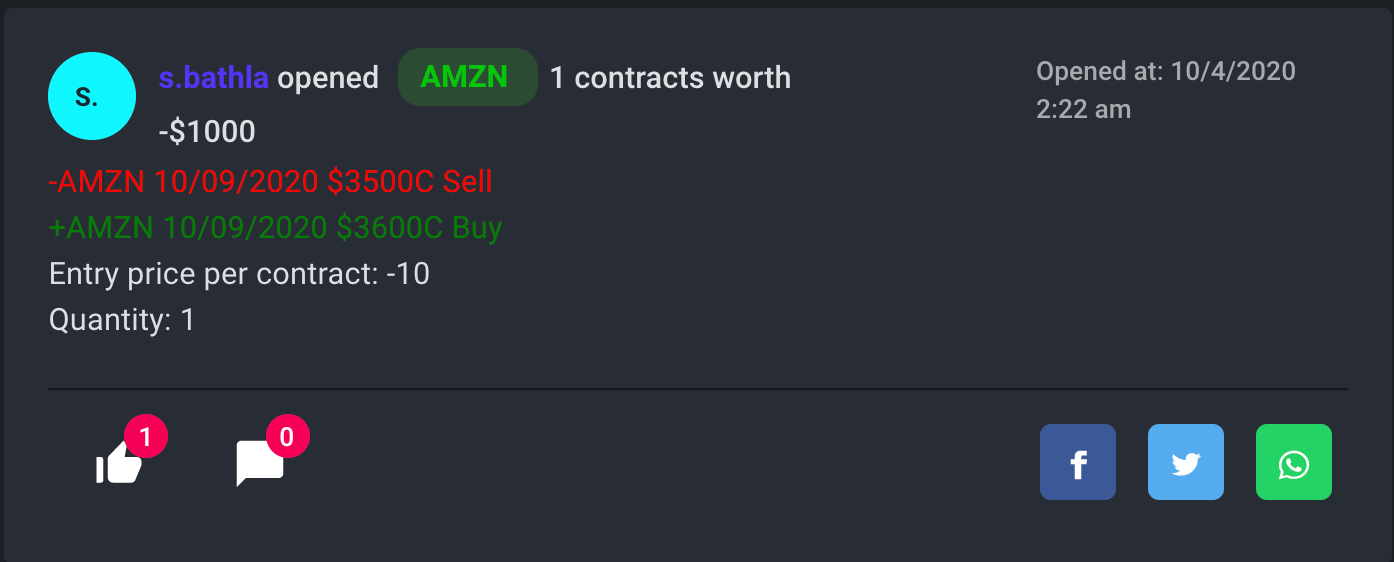 S.
s.bathla opened AMZN 1 contracts worth
-$1000
Opened at: 10/4/2020
2:22 am
-AMZN 10/09/2020 $3500C Sell
+AMZN 10/09/2020 $3600C Buy
Entry price per contract: -10
Quantity: 1
1
0
f